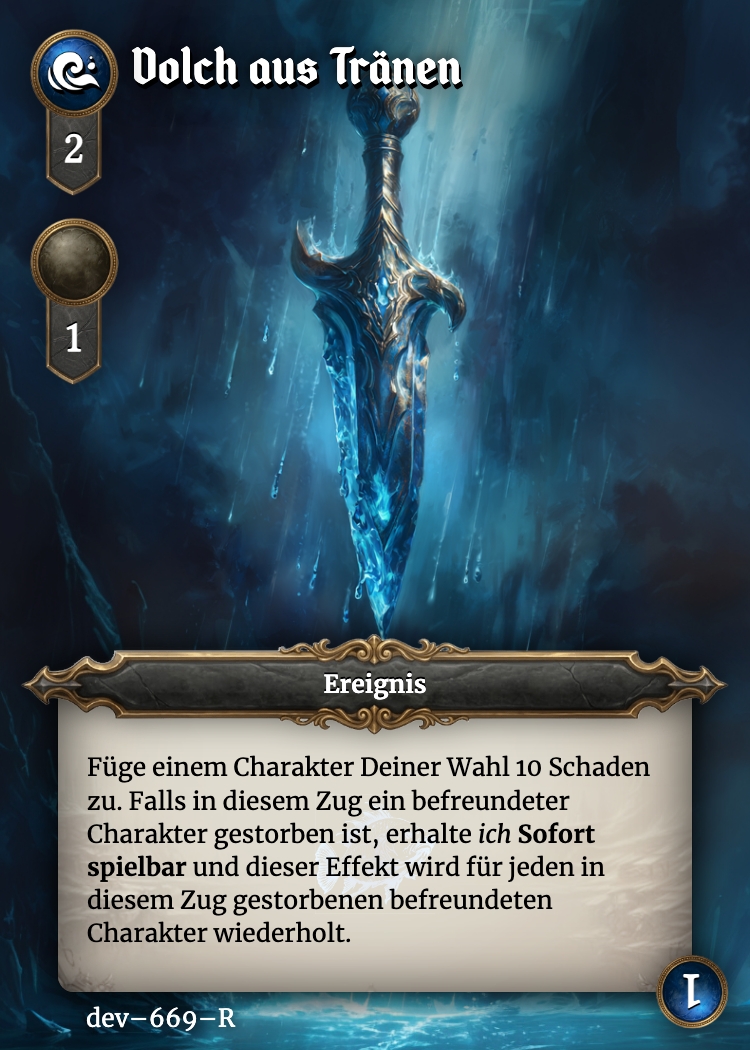 Dolch aus Tränen
2
1
Ereignis
Füge einem Charakter Deiner Wahl 10 Schaden
zu. Falls in diesem Zug ein befreundeter
Charakter gestorben ist, erhalte ich Sofort
spielbar und dieser Effekt wird für jeden in
diesem Zug gestorbenen befreundeten
Charakter wiederholt.
1
dev–669–R